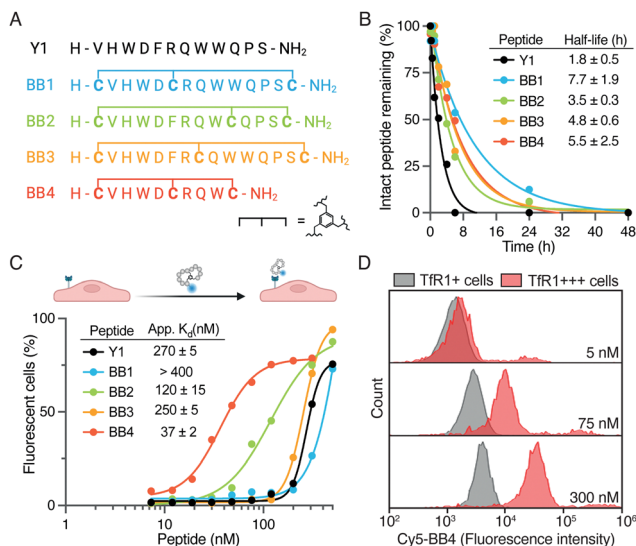 A
Y1 H-VHWDFRQWWQPS-NH₂
BB1 H-CVHWDCRQWWQPSC-NH₂
BB2 H-CVHWDFRQWCQPSC-NH₂
BB3 H-CVHWDFRCQWWQPSC-NH₂
BB4 H-CVHWDCRQWC-NH₂
=
B
Intact peptide remaining (%)
100
75
50
25
0
0 8 16 24 32 40 48
Time (h)
Peptide Half-life (h)
Y1 1.8 ± 0.5
BB1 7.7 ± 1.9
BB2 3.5 ± 0.3
BB3 4.8 ± 0.6
BB4 5.5 ± 2.5
C
Fluorescent cells (%)
100
50
0
1 10 100
Peptide (nM)
Peptide App. Kd(nM)
Y1 270 ± 5
BB1 > 400
BB2 120 ± 15
BB3 250 ± 5
BB4 37 ± 2
D
TfR1+ cells TfR1+++ cells
Count
5 nM
75 nM
300 nM
10² 10³ 10⁴ 10⁵ 10⁶
Cy5-BB4 (Fluorescence intensity)